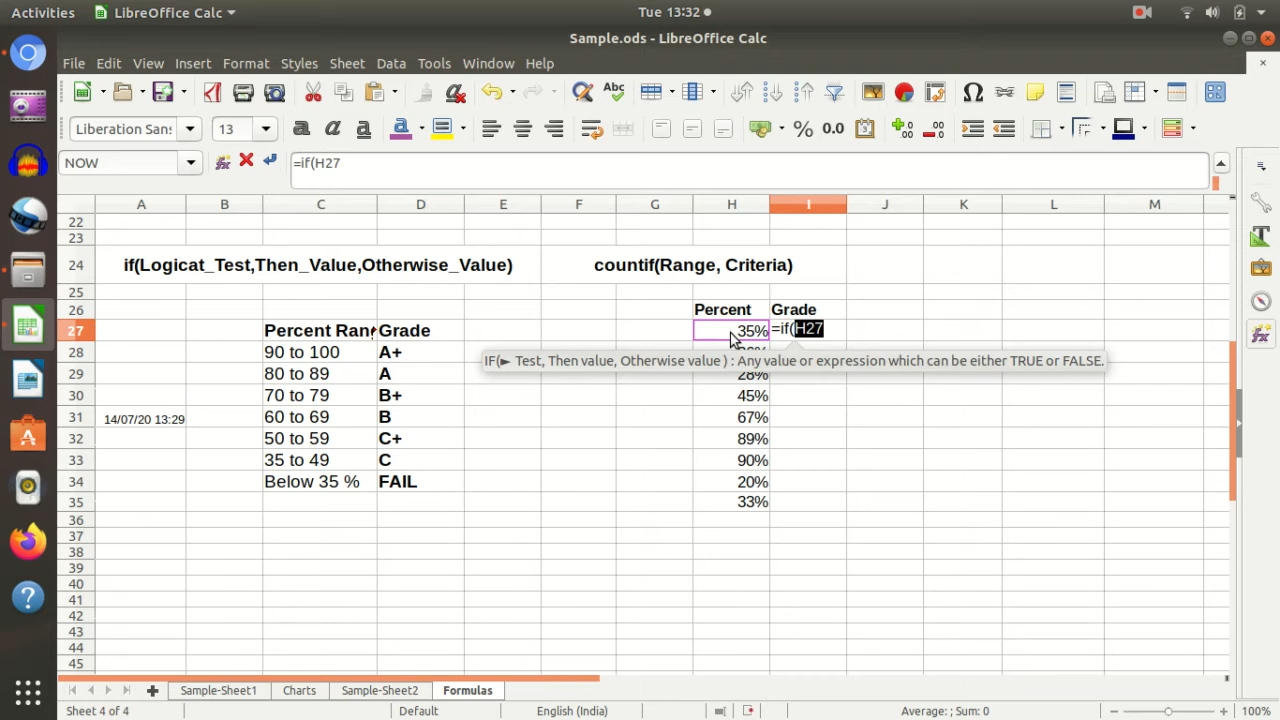 Activities LibreOffice Calc Tue 13:32
Sample.ods - LibreOffice Calc
File Edit View Insert Format Styles Sheet Data Tools Window Help
Liberation Sans 13
NOW =if(H27
A B C D E F G H I J K L M
22
23
24 if(Logicat_Test,Then_Value,Otherwise_Value) countif(Range, Criteria)
25
26 Percent Grade
27 Percent Ran Grade 35% =if(H27
28 90 to 100 A+
IF(► Test, Then value, Otherwise value ) : Any value or expression which can be either TRUE or FALSE.
29 80 to 89 A 28%
30 70 to 79 B+ 45%
31 14/07/20 13:29 60 to 69 B 67%
32 50 to 59 C+ 89%
33 35 to 49 C 90%
34 Below 35 % FAIL 20%
35 33%
36
37
38
39
40
41
42
43
44
45
Sample-Sheet1 Charts Sample-Sheet2 Formulas
Sheet 4 of 4 Default English (India) Average: ; Sum: 0 100%